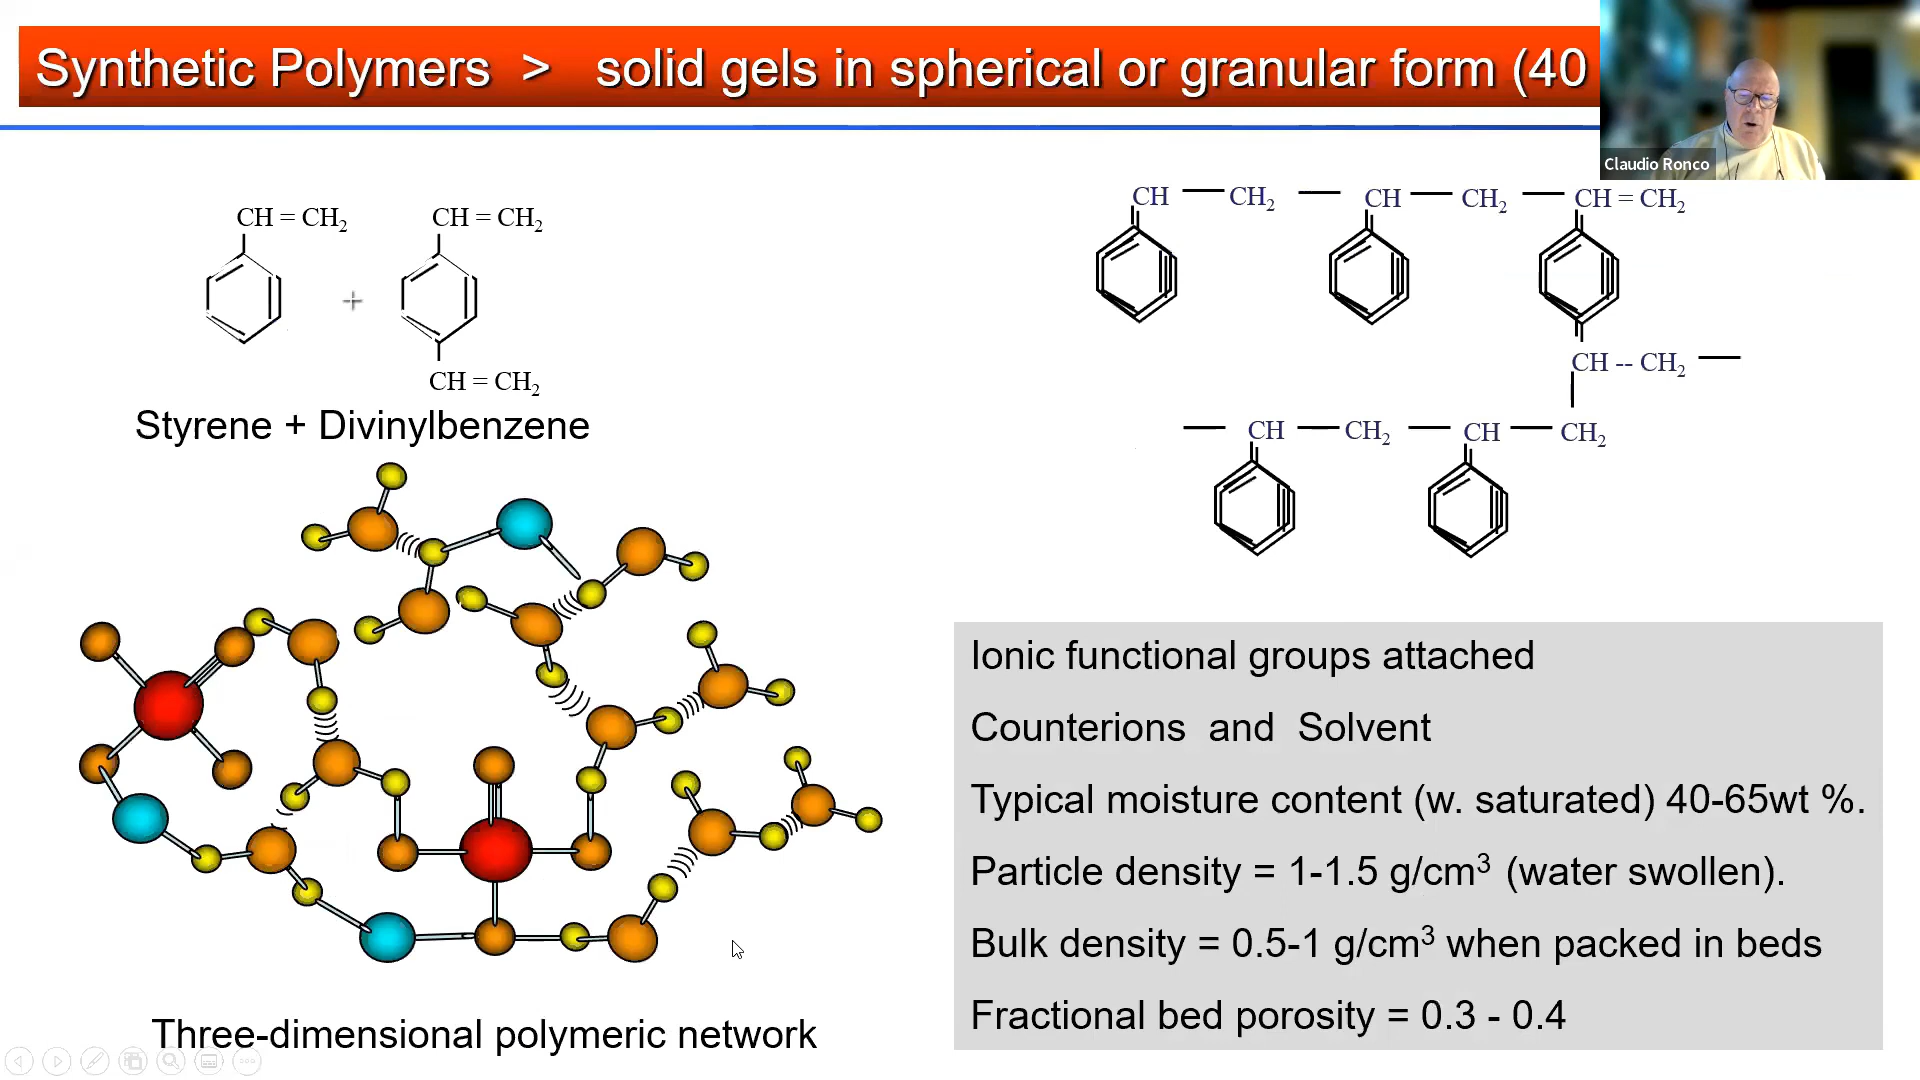 Synthetic Polymers > solid gels in spherical or granular form (40
Claudio Ronco
CH = CH₂ CH = CH₂
+
CH = CH₂
Styrene + Divinylbenzene
CH CH₂ CH CH₂ CH = CH₂
CH -- CH₂
CH CH₂ CH CH₂
Ionic functional groups attached
Counterions and Solvent
Typical moisture content (w. saturated) 40-65wt %.
Particle density = 1-1.5 g/cm³ (water swollen).
Bulk density = 0.5-1 g/cm³ when packed in beds
Fractional bed porosity = 0.3 - 0.4
Three-dimensional polymeric network